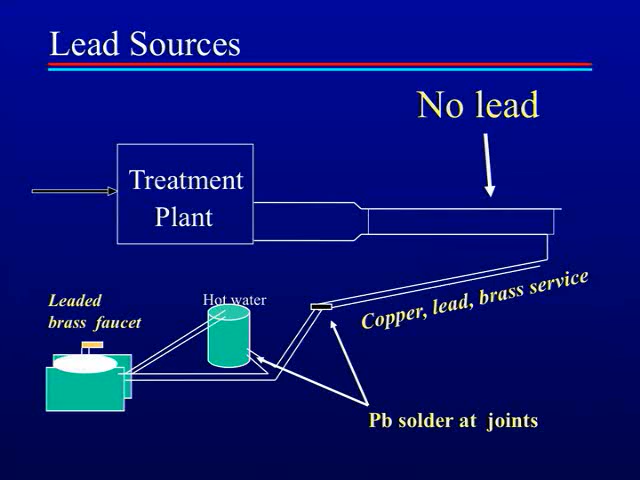 Lead Sources
No lead
Treatment
Plant
Leaded
brass faucet
Hot water
Copper, lead, brass service
Pb solder at joints